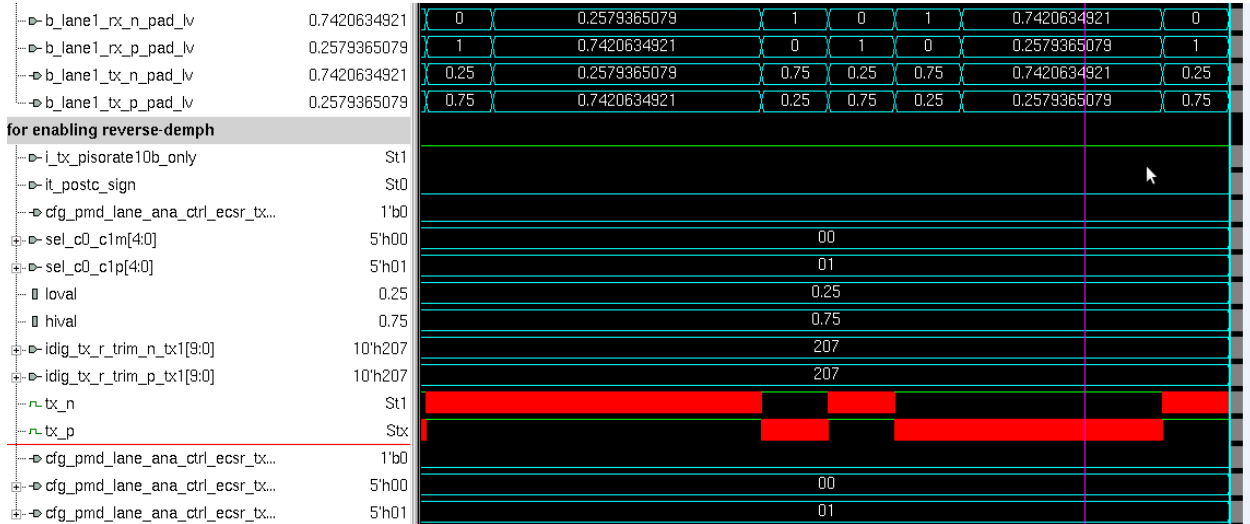 b_lane1_rx_n_pad_lv 0.7420634921 0 0.2579365079 1 0 1 0.7420634921 0
b_lane1_rx_p_pad_lv 0.2579365079 1 0.7420634921 0 1 0 0.2579365079 1
b_lane1_tx_n_pad_lv 0.7420634921 0.25 0.2579365079 0.75 0.25 0.75 0.7420634921 0.25
b_lane1_tx_p_pad_lv 0.2579365079 0.75 0.7420634921 0.25 0.75 0.25 0.2579365079 0.75
for enabling reverse-demph
i_tx_pisorate10b_only St1
it_postc_sign St0
cfg_pmd_lane_ana_ctrl_ecsr_tx... 1'b0
sel_c0_c1m[4:0] 5'h00 00
sel_c0_c1p[4:0] 5'h01 01
loval 0.25 0.25
hival 0.75 0.75
idig_tx_r_trim_n_tx1[9:0] 10'h207 207
idig_tx_r_trim_p_tx1[9:0] 10'h207 207
tx_n St1
tx_p Stx
cfg_pmd_lane_ana_ctrl_ecsr_tx... 1'b0
cfg_pmd_lane_ana_ctrl_ecsr_tx... 5'h00 00
cfg_pmd_lane_ana_ctrl_ecsr_tx... 5'h01 01